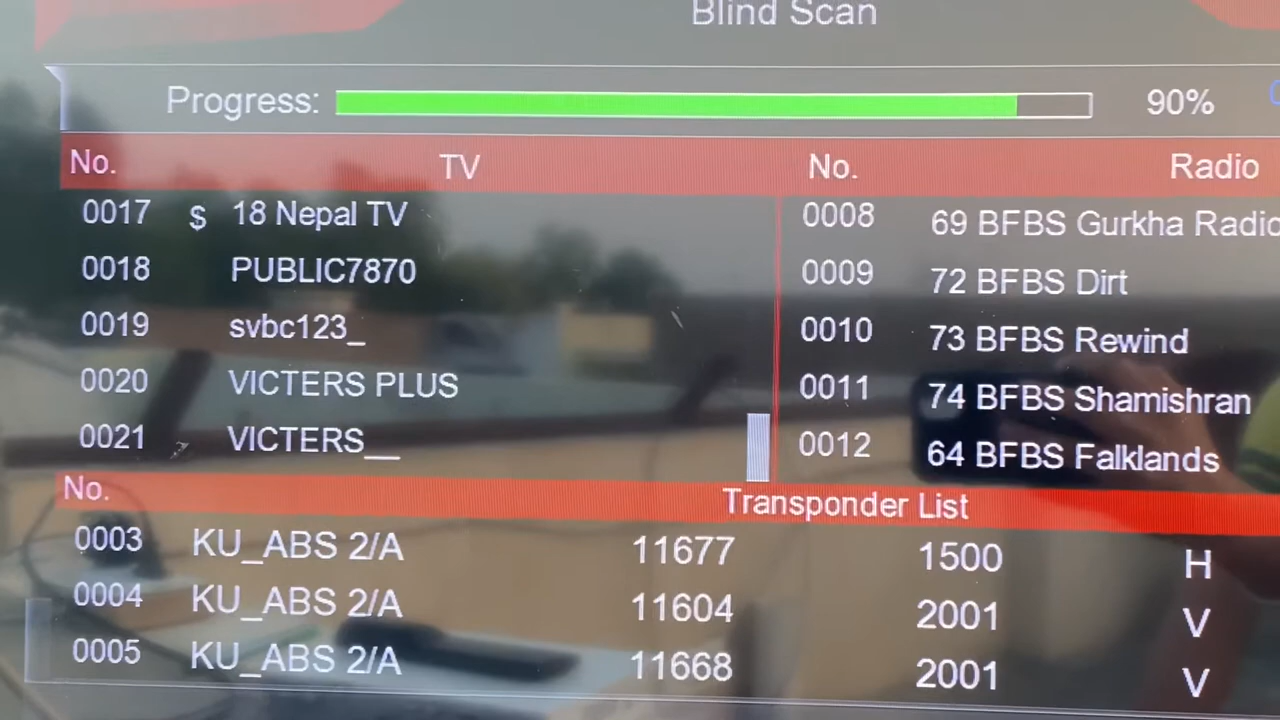 Blind Scan
Progress: 90%
No. TV No. Radio
0017 $ 18 Nepal TV 0008 69 BFBS Gurkha Radio
0018 PUBLIC7870 0009 72 BFBS Dirt
0019 svbc123_ 0010 73 BFBS Rewind
0020 VICTERS PLUS 0011 74 BFBS Shamishran
0021 VICTERS__ 0012 64 BFBS Falklands
No. Transponder List
0003 KU_ABS 2/A 11677 1500 H
0004 KU_ABS 2/A 11604 2001 V
0005 KU_ABS 2/A 11668 2001 V